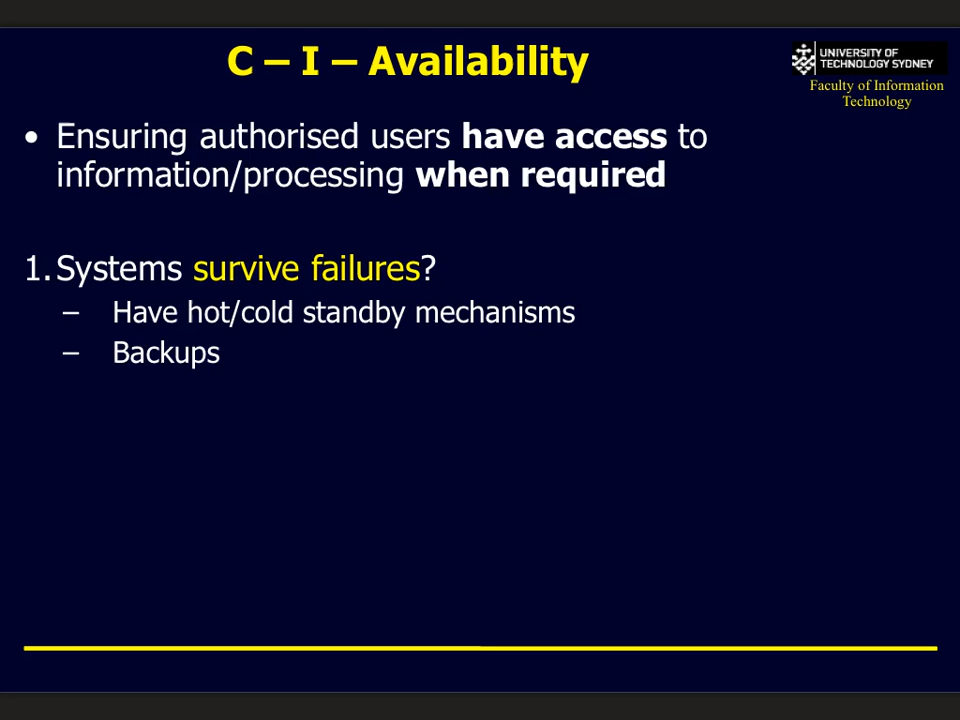 C – I – Availability
UNIVERSITY OF
TECHNOLOGY SYDNEY
Faculty of Information
Technology
• Ensuring authorised users have access to
information/processing when required
1. Systems survive failures?
– Have hot/cold standby mechanisms
– Backups